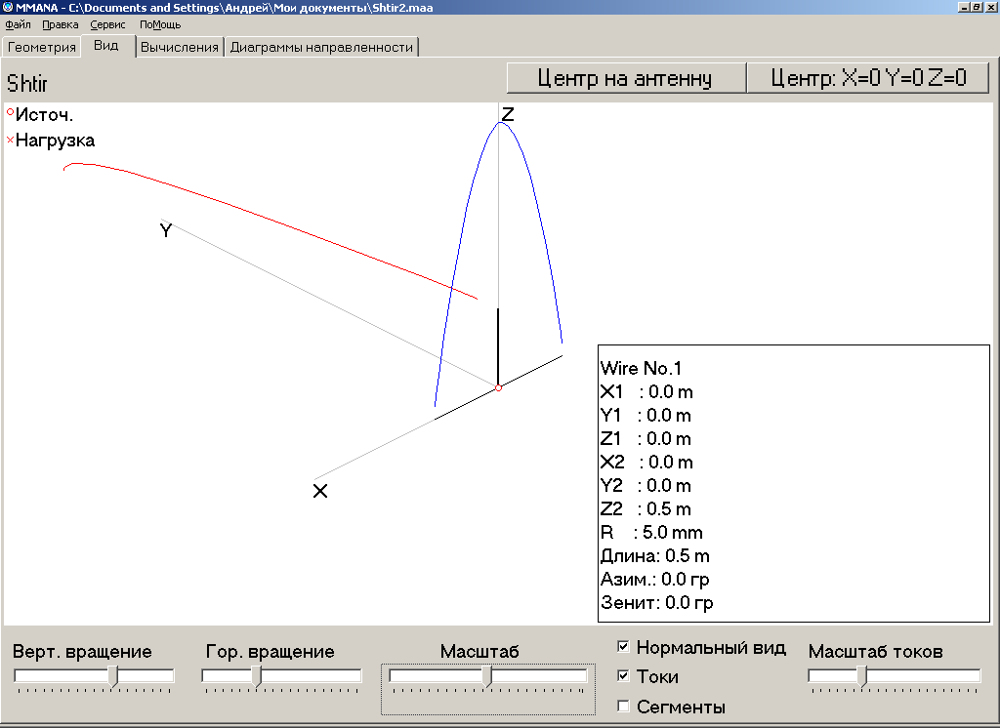 MMANA - C:\Documents and Settings\Андрей\Мои документы\Shtir2.maa
Файл Правка Сервис ПоМощь
Геометрия Вид Вычисления Диаграммы направленности
Shtir
Центр на антенну Центр: X=0 Y=0 Z=0
Источ.
Нагрузка
Z
Y
X
Wire No.1
X1 : 0.0 m
Y1 : 0.0 m
Z1 : 0.0 m
X2 : 0.0 m
Y2 : 0.0 m
Z2 : 0.5 m
R : 5.0 mm
Длина: 0.5 m
Азим.: 0.0 гр
Зенит: 0.0 гр
Верт. вращение Гор. вращение Масштаб
Нормальный вид
Токи
Сегменты
Масштаб токов